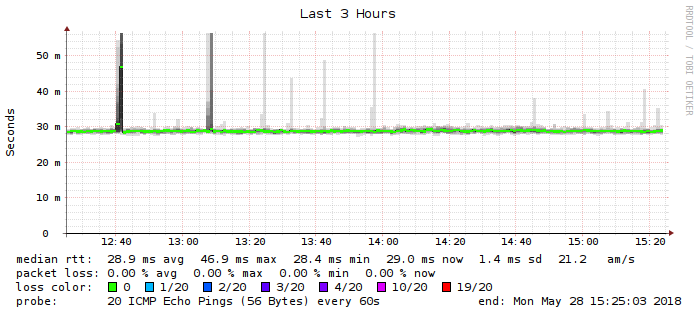 Last 3 Hours
RRDTOOL / TOBI OETIKER
Seconds
50 m
40 m
30 m
20 m
10 m
0
12:40 13:00 13:20 13:40 14:00 14:20 14:40 15:00 15:20
median rtt: 28.9 ms avg 46.9 ms max 28.4 ms min 29.0 ms now 1.4 ms sd 21.2 am/s
packet loss: 0.00 % avg 0.00 % max 0.00 % min 0.00 % now
loss color: 0 1/20 2/20 3/20 4/20 10/20 19/20
probe: 20 ICMP Echo Pings (56 Bytes) every 60s end: Mon May 28 15:25:03 2018